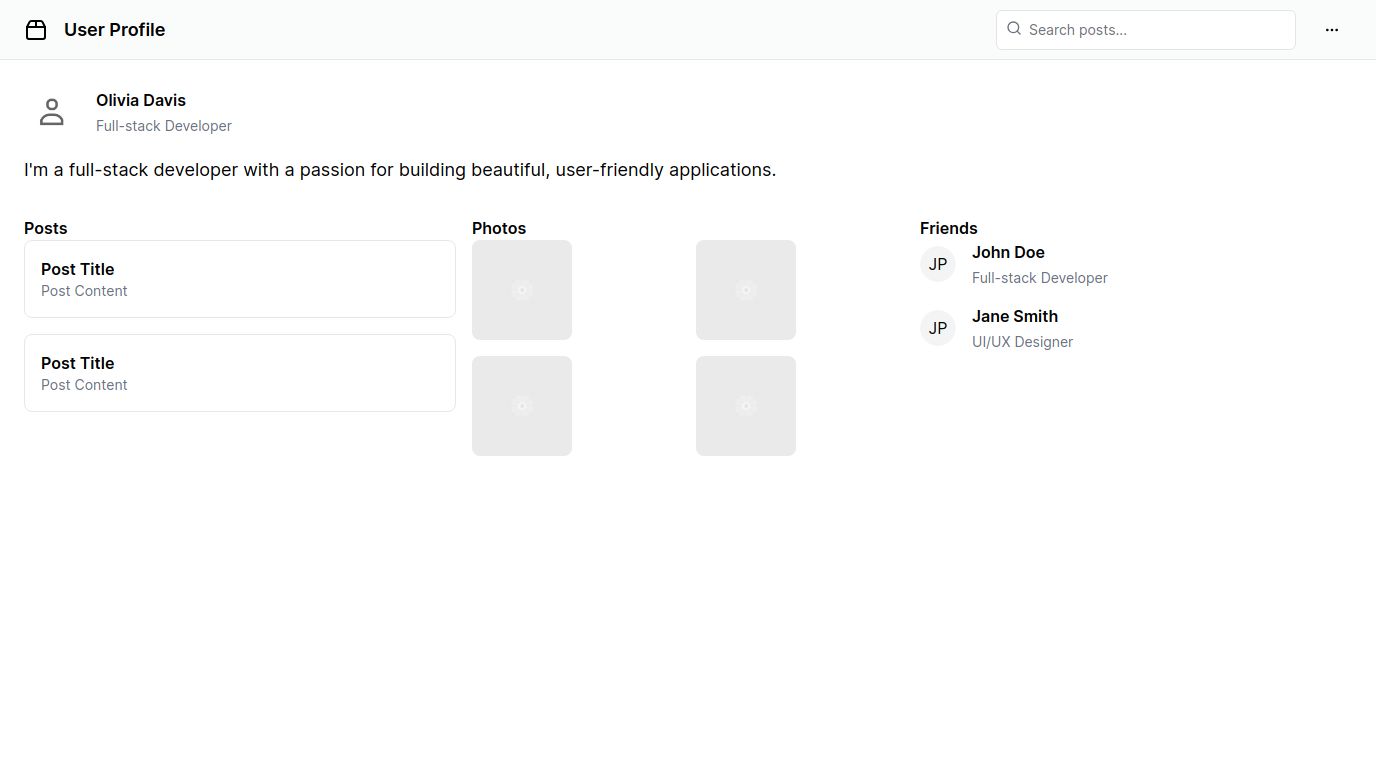 User Profile
Search posts...
Olivia Davis
Full-stack Developer
I'm a full-stack developer with a passion for building beautiful, user-friendly applications.
Posts
Post Title
Post Content
Post Title
Post Content
Photos
Friends
JP
John Doe
Full-stack Developer
JP
Jane Smith
UI/UX Designer